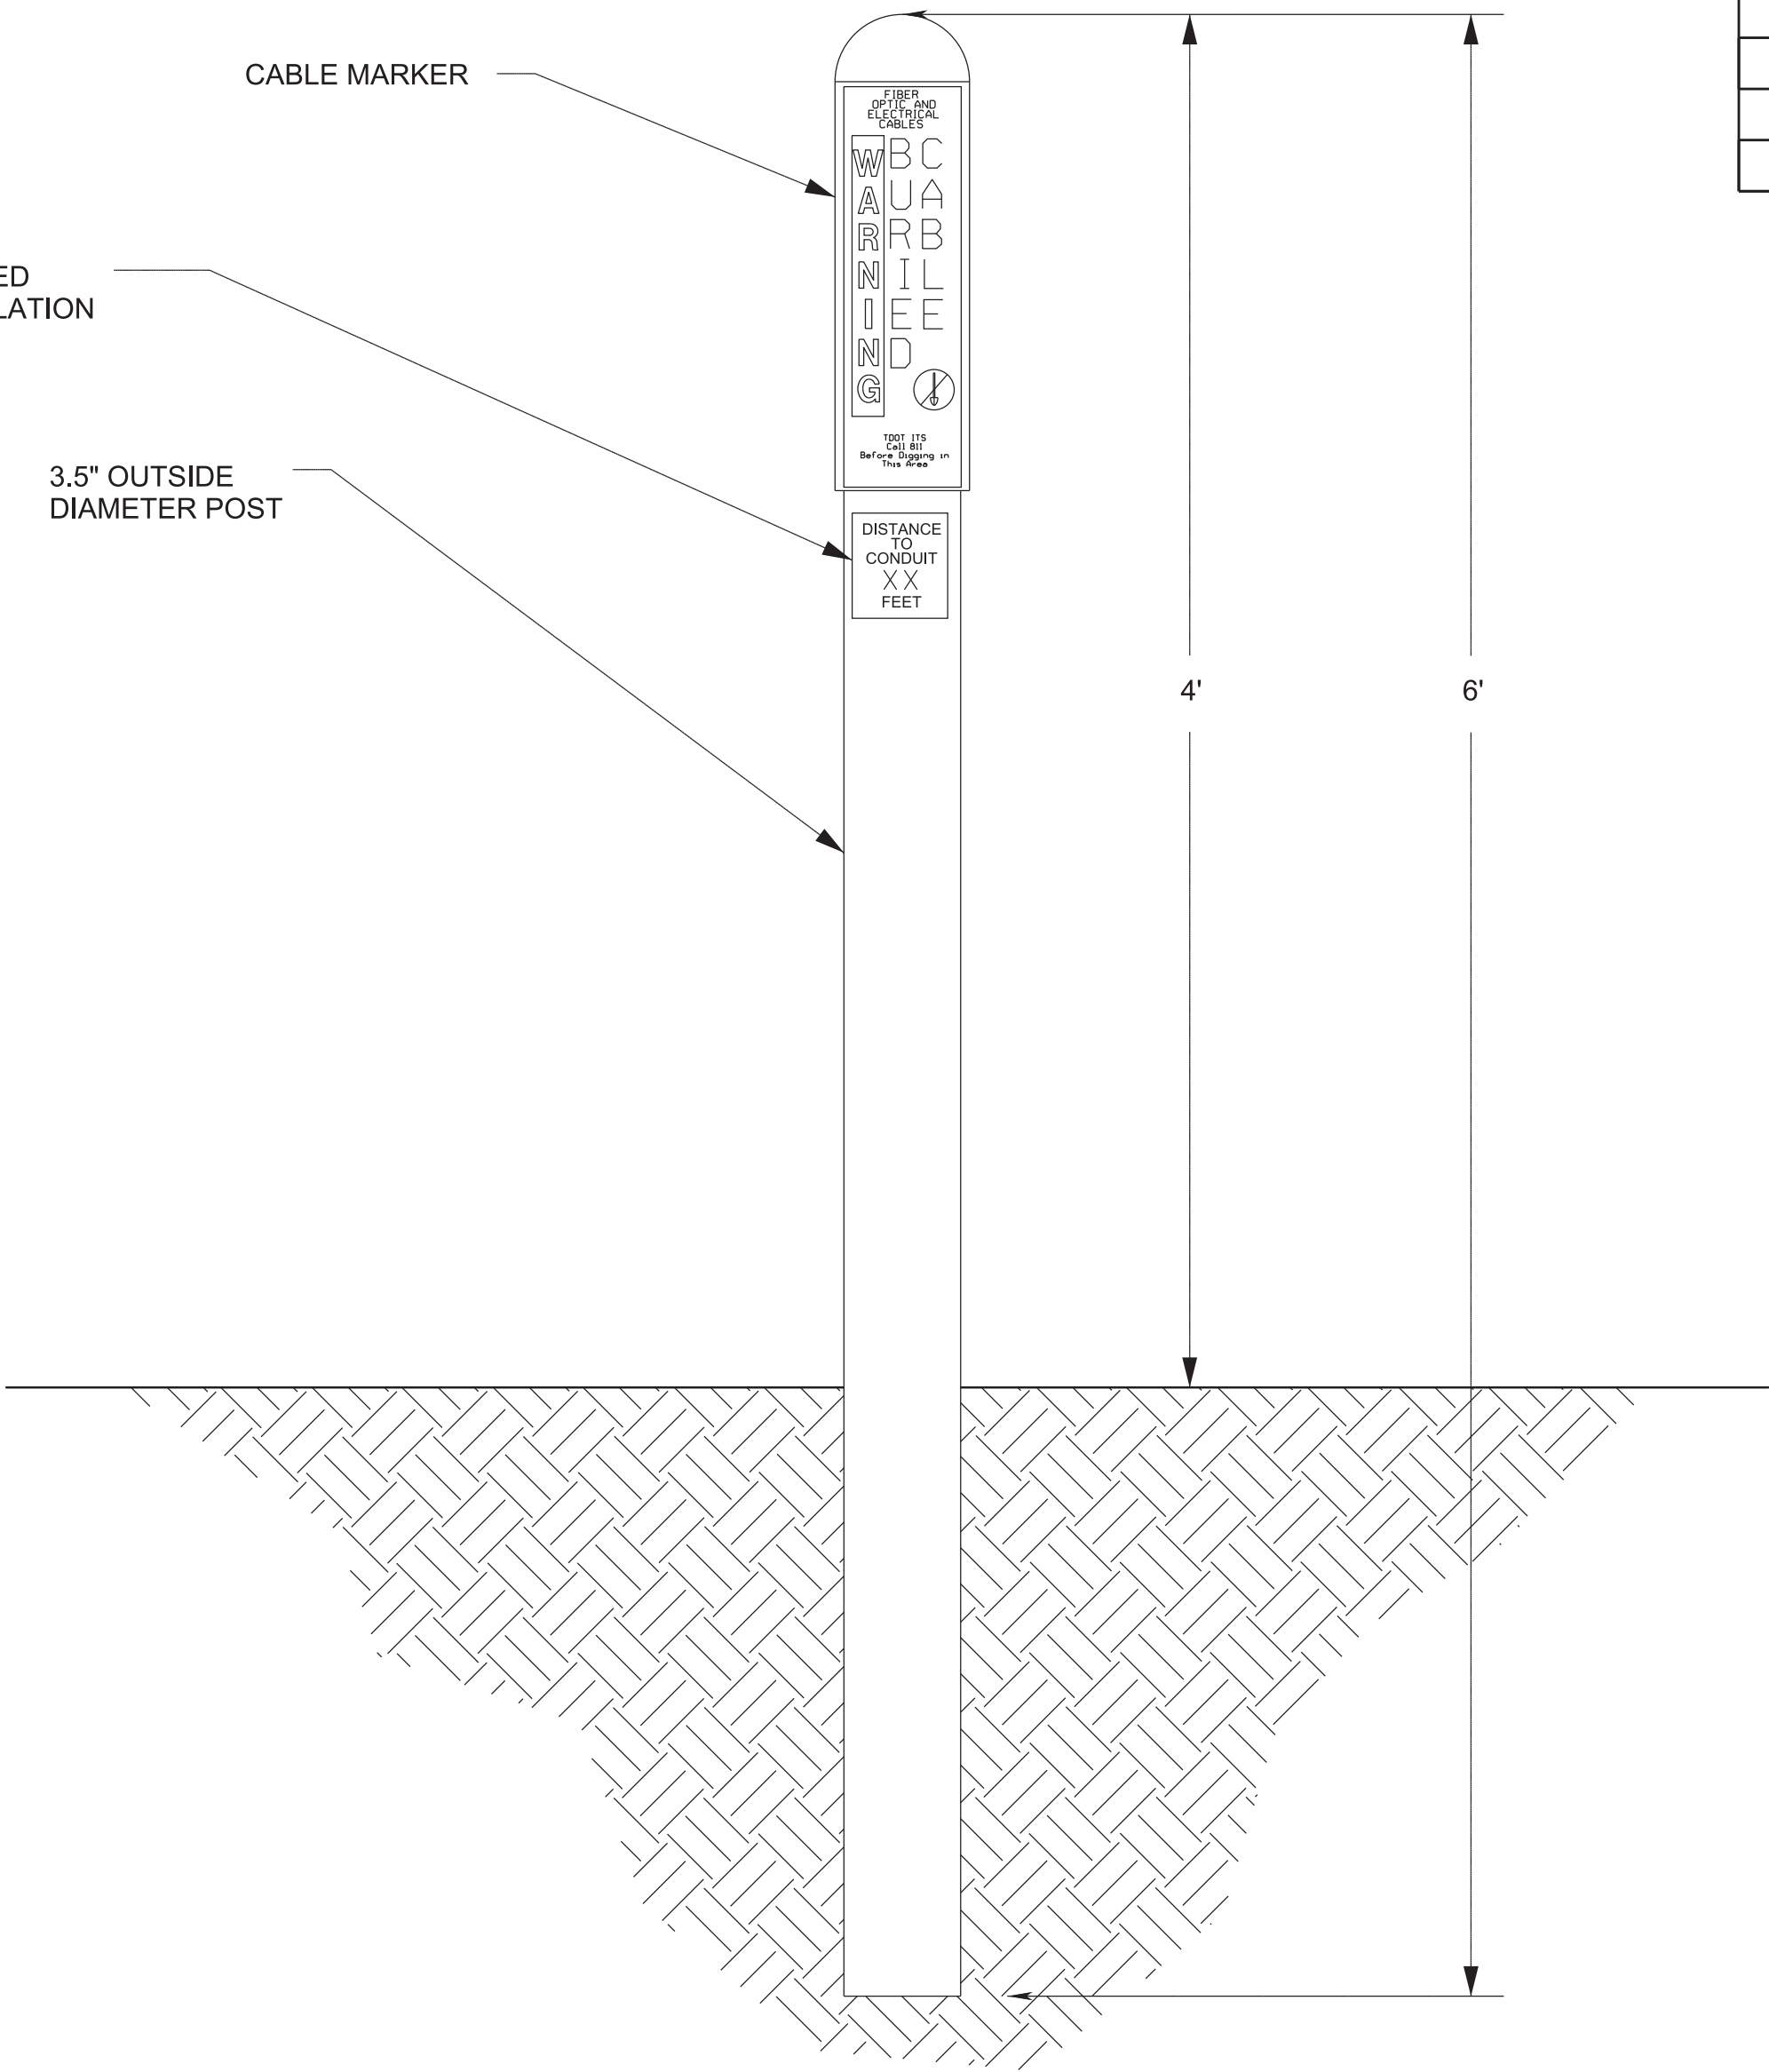 CABLE MARKER
FIBER
OPTIC AND
ELECTRICAL
CABLES
WARNING
BURIED
CABLE
TDOT ITS
Call 811
Before Digging in
This Area
ED
LATION
3.5" OUTSIDE
DIAMETER POST
DISTANCE
TO
CONDUIT
XX
FEET
4'
6'